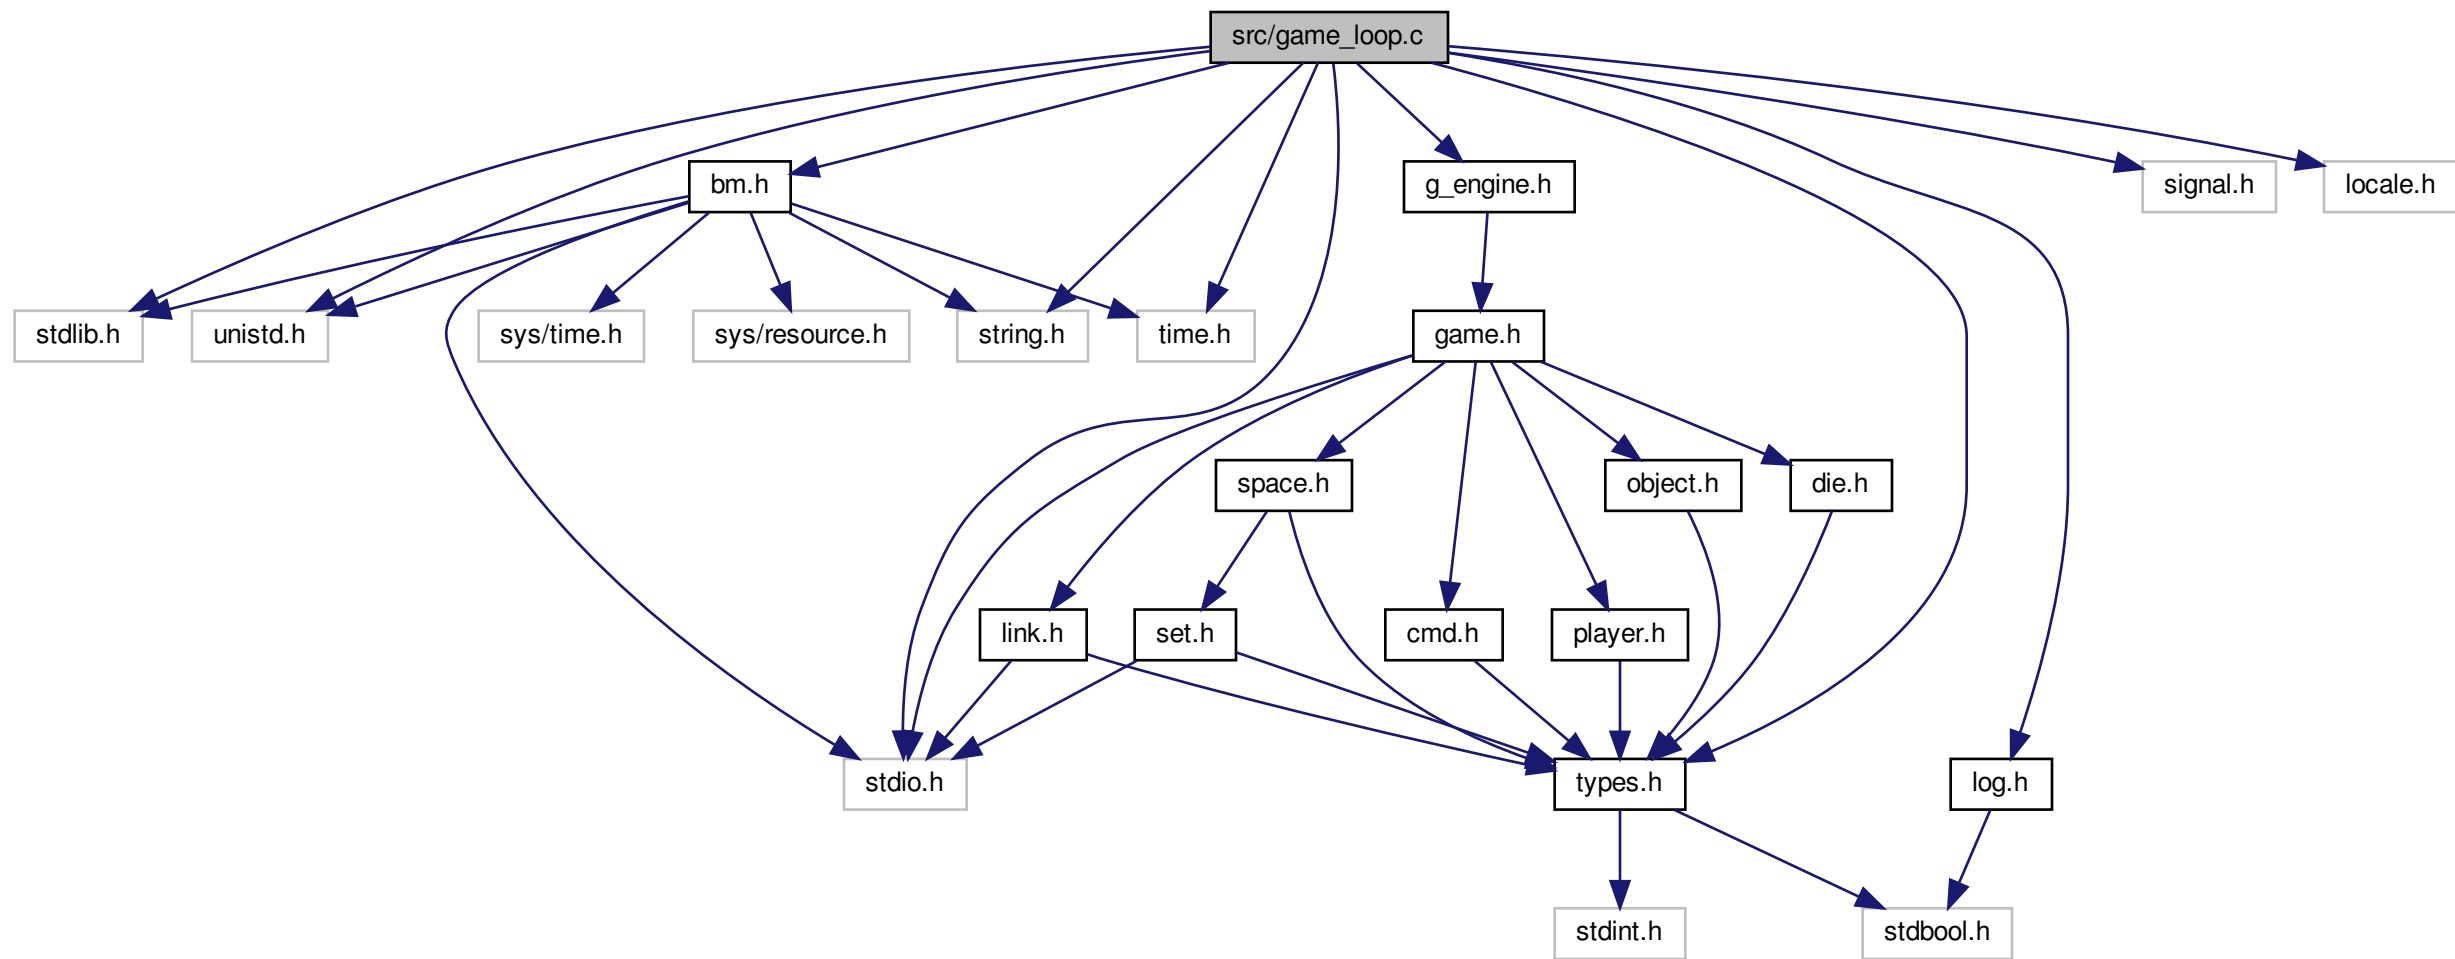 src/game_loop.c
bm.h
g_engine.h
signal.h
locale.h
stdlib.h
unistd.h
sys/time.h
sys/resource.h
string.h
time.h
game.h
space.h
object.h
die.h
link.h
set.h
cmd.h
player.h
stdio.h
types.h
log.h
stdint.h
stdbool.h